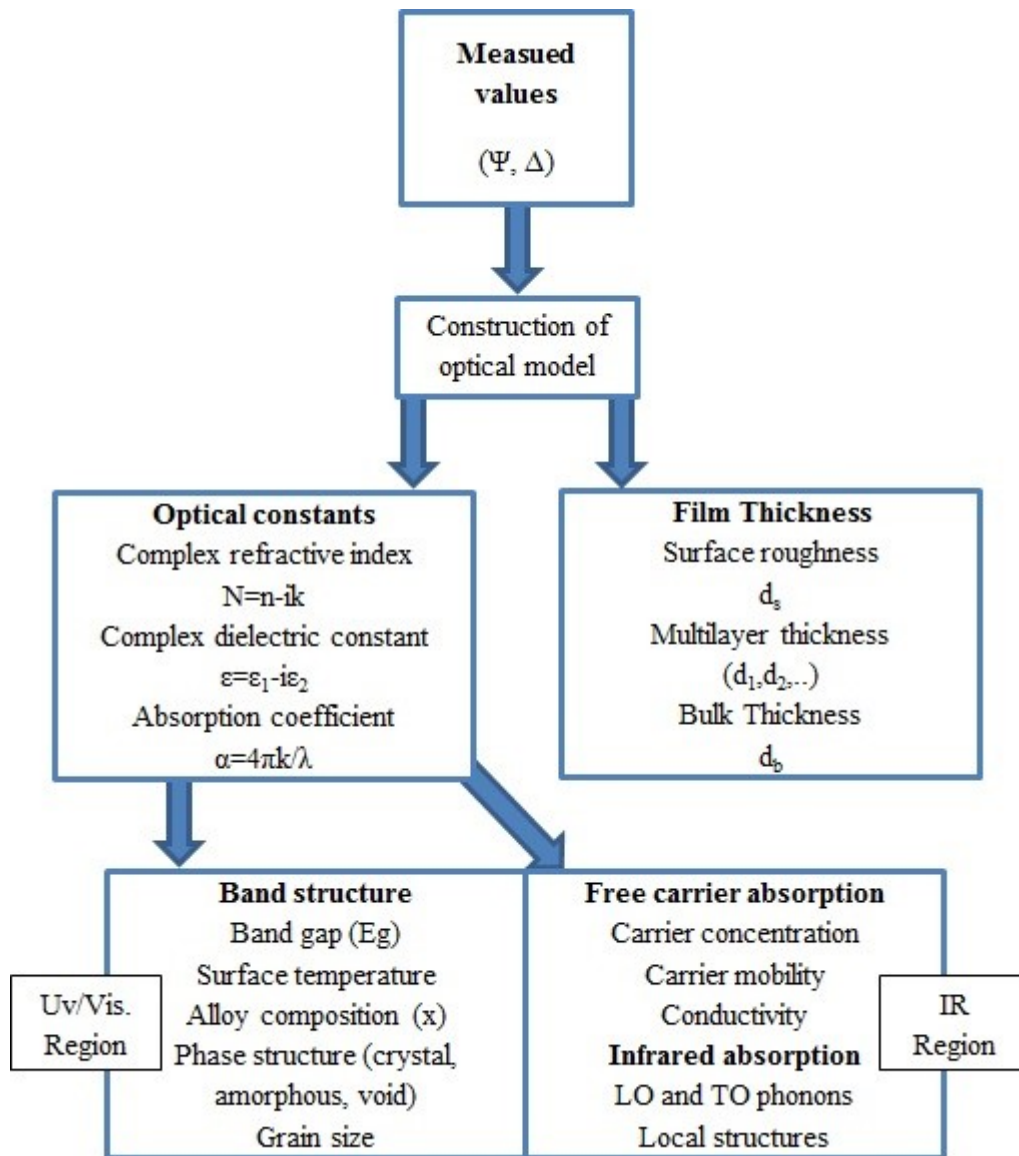 Measued
values
(Ψ, Δ)
Construction of
optical model
Optical constants
Complex refractive index
N=n-ik
Complex dielectric constant
ε=ε₁-iε₂
Absorption coefficient
α=4πk/λ
Film Thickness
Surface roughness
dₛ
Multilayer thickness
(d₁,d₂,..)
Bulk Thickness
d_b
Uv/Vis.
Region
Band structure
Band gap (Eg)
Surface temperature
Alloy composition (x)
Phase structure (crystal,
amorphous, void)
Grain size
Free carrier absorption
Carrier concentration
Carrier mobility
Conductivity
Infrared absorption
LO and TO phonons
Local structures
IR
Region